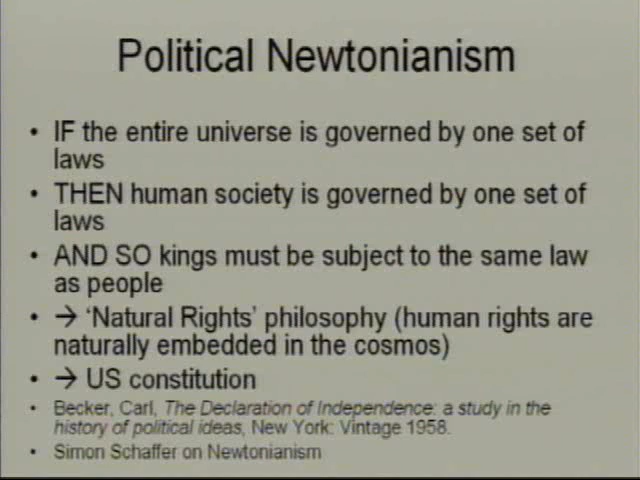 Political Newtonianism
• IF the entire universe is governed by one set of
laws
• THEN human society is governed by one set of
laws
• AND SO kings must be subject to the same law
as people
• → ‘Natural Rights’ philosophy (human rights are
naturally embedded in the cosmos)
• → US constitution
• Becker, Carl, The Declaration of Independence: a study in the
history of political ideas, New York: Vintage 1958.
• Simon Schaffer on Newtonianism